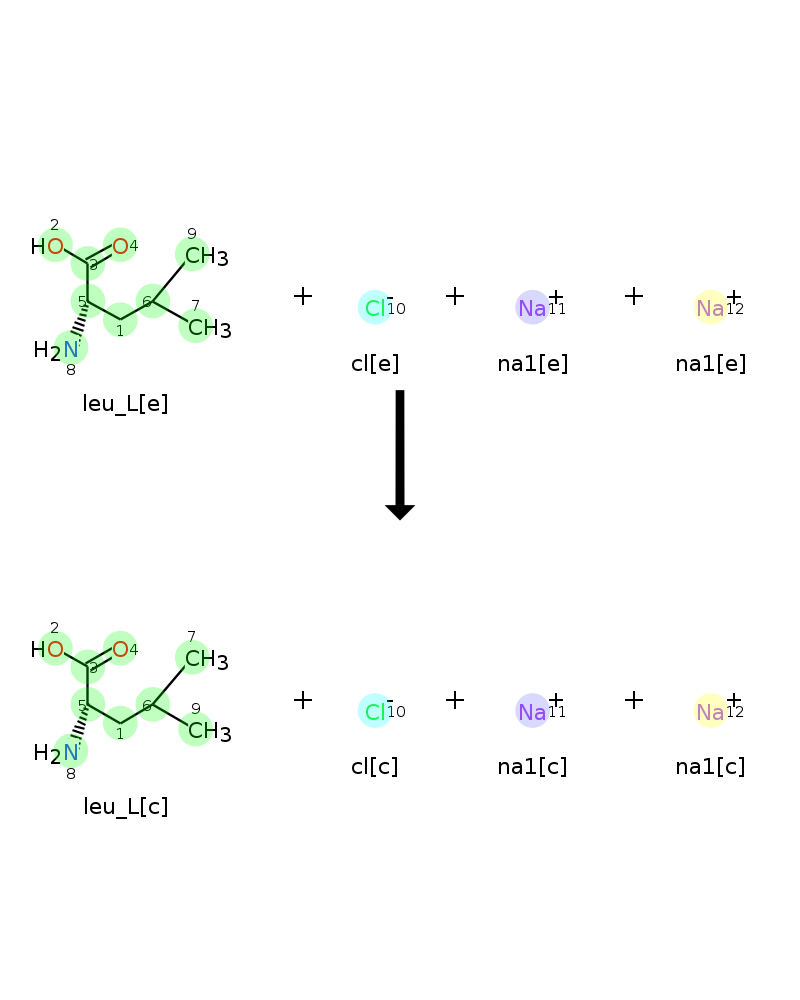 2 9
HO O4 CH3
3
+ Cl-10 + Na+11 + Na+12
5 6 7
1 CH3
H2N
8
cl[e] na1[e] na1[e]
leu_L[e]
2 7
HO O4 CH3
3
+ Cl-10 + Na+11 + Na+12
5 6 9
1 CH3
H2N
8
cl[c] na1[c] na1[c]
leu_L[c]